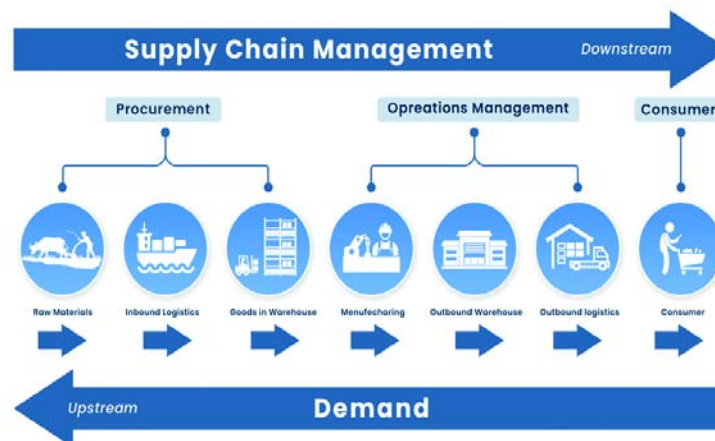 Supply Chain Management
Downstream
Procurement
Opreations Management
Consumer
Raw Materials
Inbound Logistics
Goods in Warehouse
Menufecharing
Outbound Warehouse
Outbound logistics
Consumer
Upstream
Demand